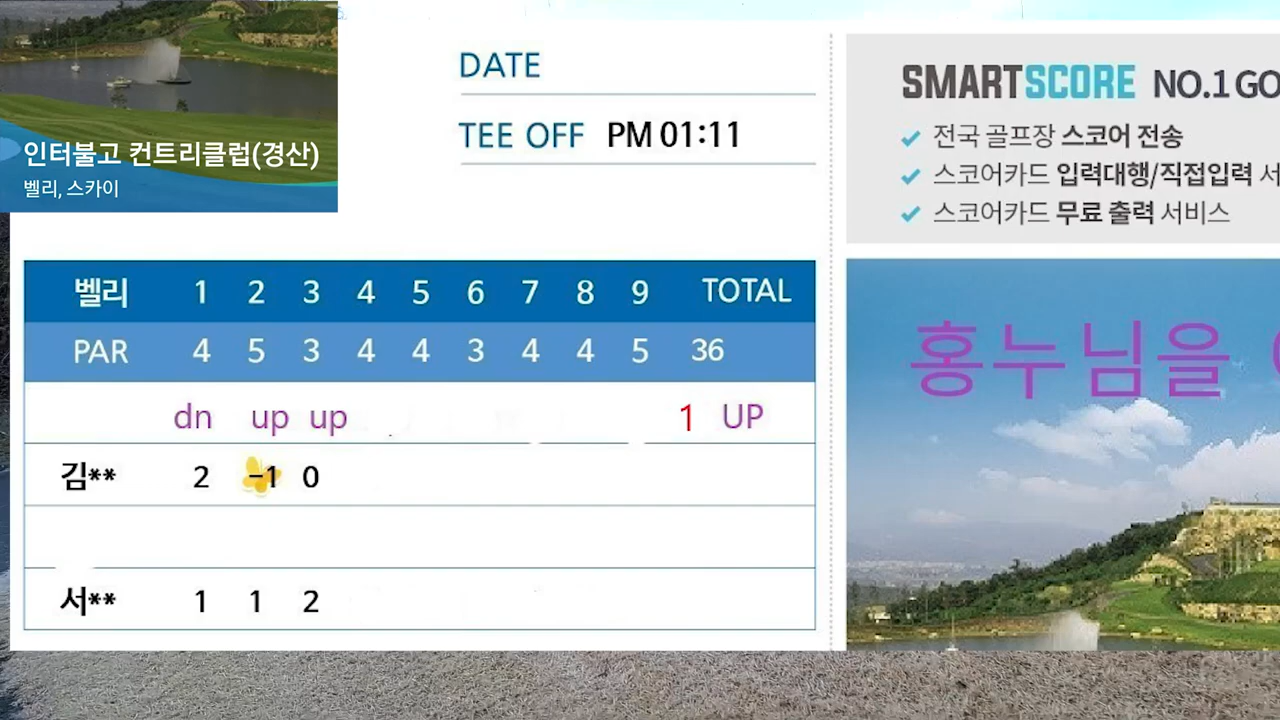 인터불고 컨트리클럽(경산)
벨리, 스카이
DATE
TEE OFF PM 01:11
벨리 1 2 3 4 5 6 7 8 9 TOTAL
PAR 4 5 3 4 4 3 4 4 5 36
dn up up 1 UP
김** 2 -1 0
서** 1 1 2
SMARTSCORE NO.1 GO
전국 골프장 스코어 전송
스코어카드 입력대행/직접입력 서
스코어카드 무료 출력 서비스
홍누님을